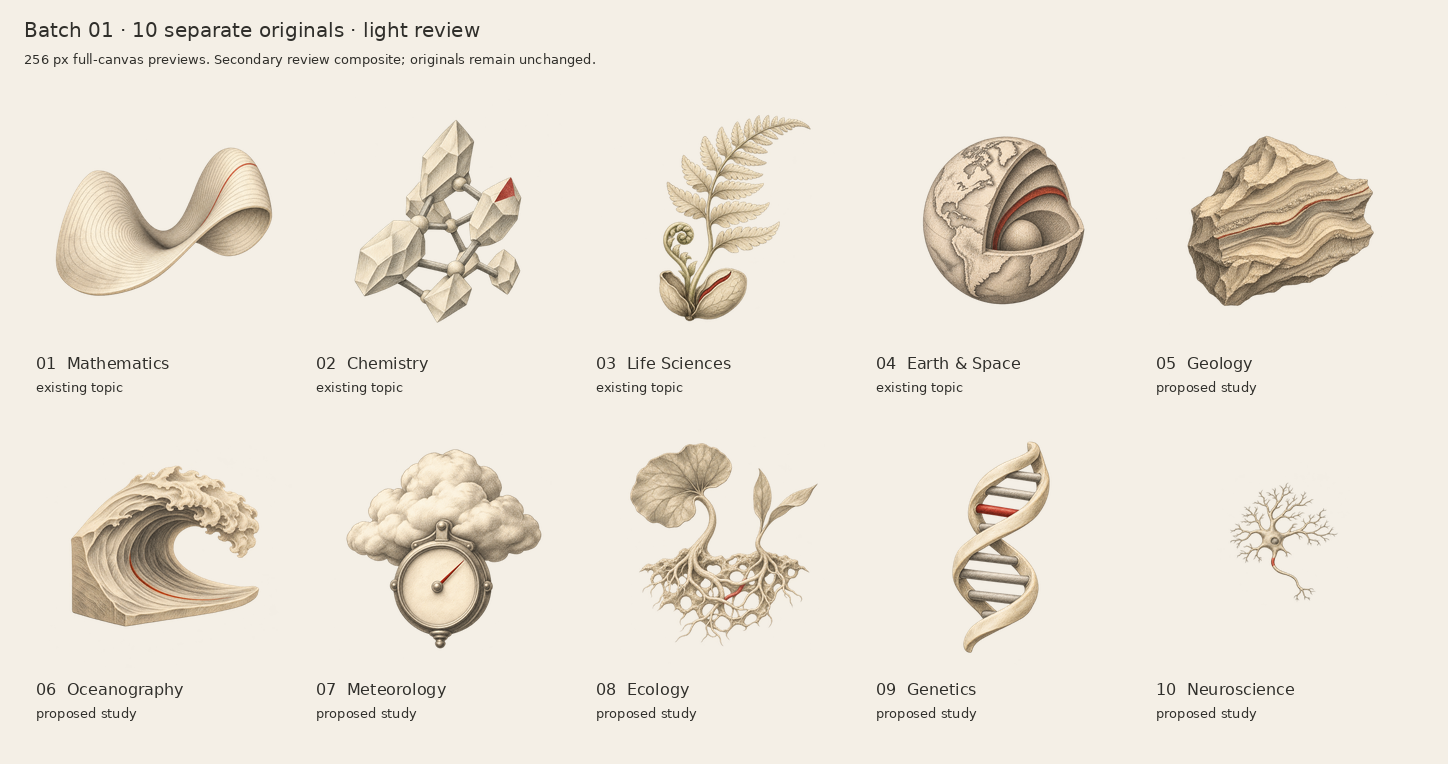 Batch 01 · 10 separate originals · light review
256 px full-canvas previews. Secondary review composite; originals remain unchanged.
01 Mathematics
existing topic
02 Chemistry
existing topic
03 Life Sciences
existing topic
04 Earth & Space
existing topic
05 Geology
proposed study
06 Oceanography
proposed study
07 Meteorology
proposed study
08 Ecology
proposed study
09 Genetics
proposed study
10 Neuroscience
proposed study